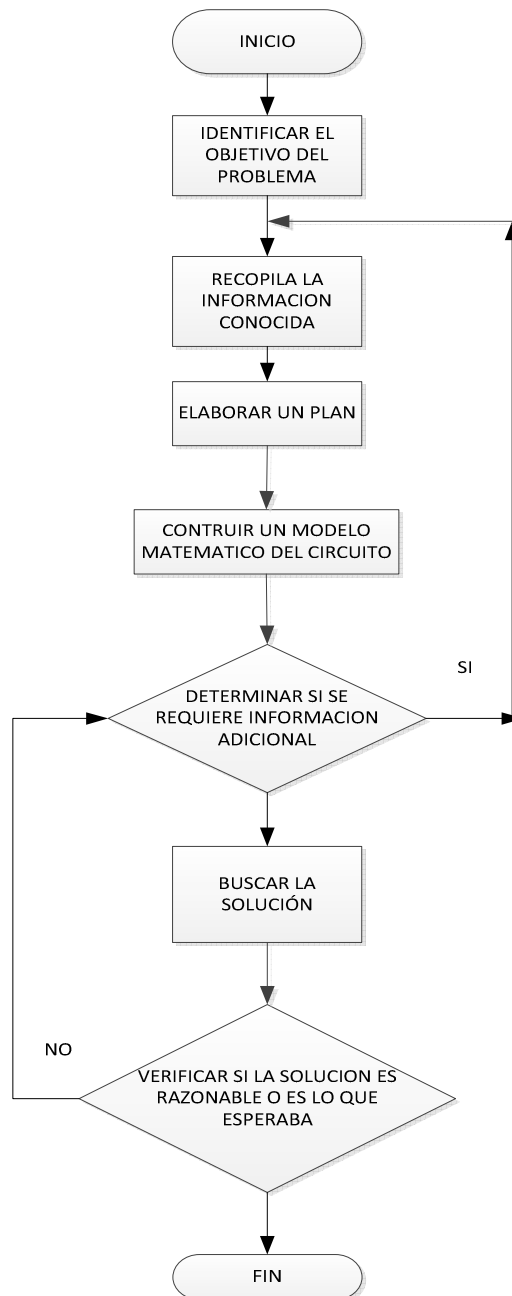 INICIO
IDENTIFICAR EL
OBJETIVO DEL
PROBLEMA
RECOPILA LA
INFORMACION
CONOCIDA
ELABORAR UN PLAN
CONTRUIR UN MODELO
MATEMATICO DEL CIRCUITO
SI
DETERMINAR SI SE
REQUIERE INFORMACION
ADICIONAL
BUSCAR LA
SOLUCIÓN
NO
VERIFICAR SI LA SOLUCION ES
RAZONABLE O ES LO QUE
ESPERABA
FIN